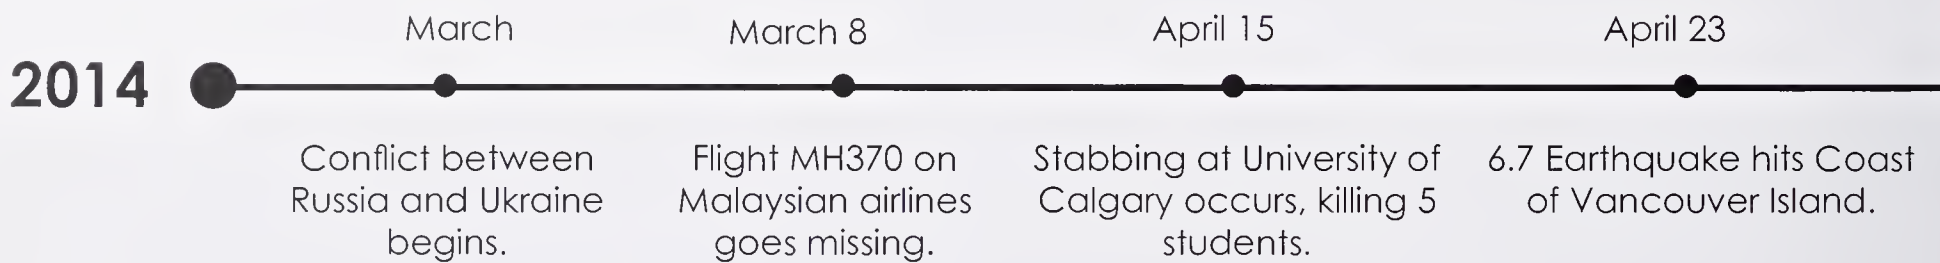 2014
March
Conflict between
Russia and Ukraine
begins.
March 8
Flight MH370 on
Malaysian airlines
goes missing.
April 15
Stabbing at University of
Calgary occurs, killing 5
students.
April 23
6.7 Earthquake hits Coast
of Vancouver Island.